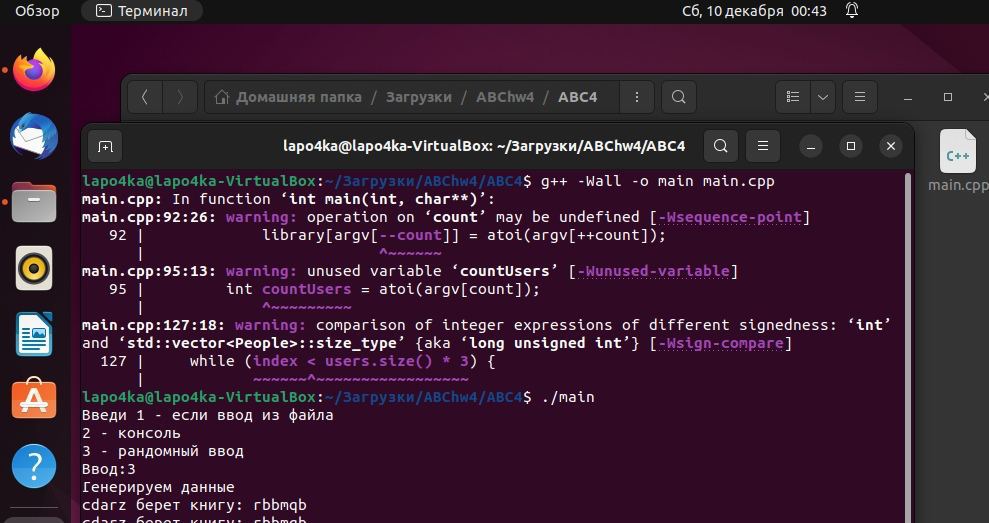 Обзор
Терминал
Сб, 10 декабря 00:43
Домашняя папка / Загрузки / ABChw4 / ABC4
C++
main.cpp
lapo4ka@lapo4ka-VirtualBox: ~/Загрузки/ABChw4/ABC4
lapo4ka@lapo4ka-VirtualBox:~/Загрузки/ABChw4/ABC4$ g++ -Wall -o main main.cpp
main.cpp: In function ‘int main(int, char**)’:
main.cpp:92:26: warning: operation on ‘count’ may be undefined [-Wsequence-point]
92 | library[argv[--count]] = atoi(argv[++count]);
| ^~~~~~~
main.cpp:95:13: warning: unused variable ‘countUsers’ [-Wunused-variable]
95 | int countUsers = atoi(argv[count]);
| ^~~~~~~~~~
main.cpp:127:18: warning: comparison of integer expressions of different signedness: ‘int’
and ‘std::vector<People>::size_type’ {aka ‘long unsigned int’} [-Wsign-compare]
127 | while (index < users.size() * 3) {
| ~~~~~~^~~~~~~~~~~~~~~~~~
lapo4ka@lapo4ka-VirtualBox:~/Загрузки/ABChw4/ABC4$ ./main
Введи 1 - если ввод из файла
2 - консоль
3 - рандомный ввод
Ввод:3
Генерируем данные
cdarz берет книгу: rbbmqb
cdarz берет книгу: rbbmqb